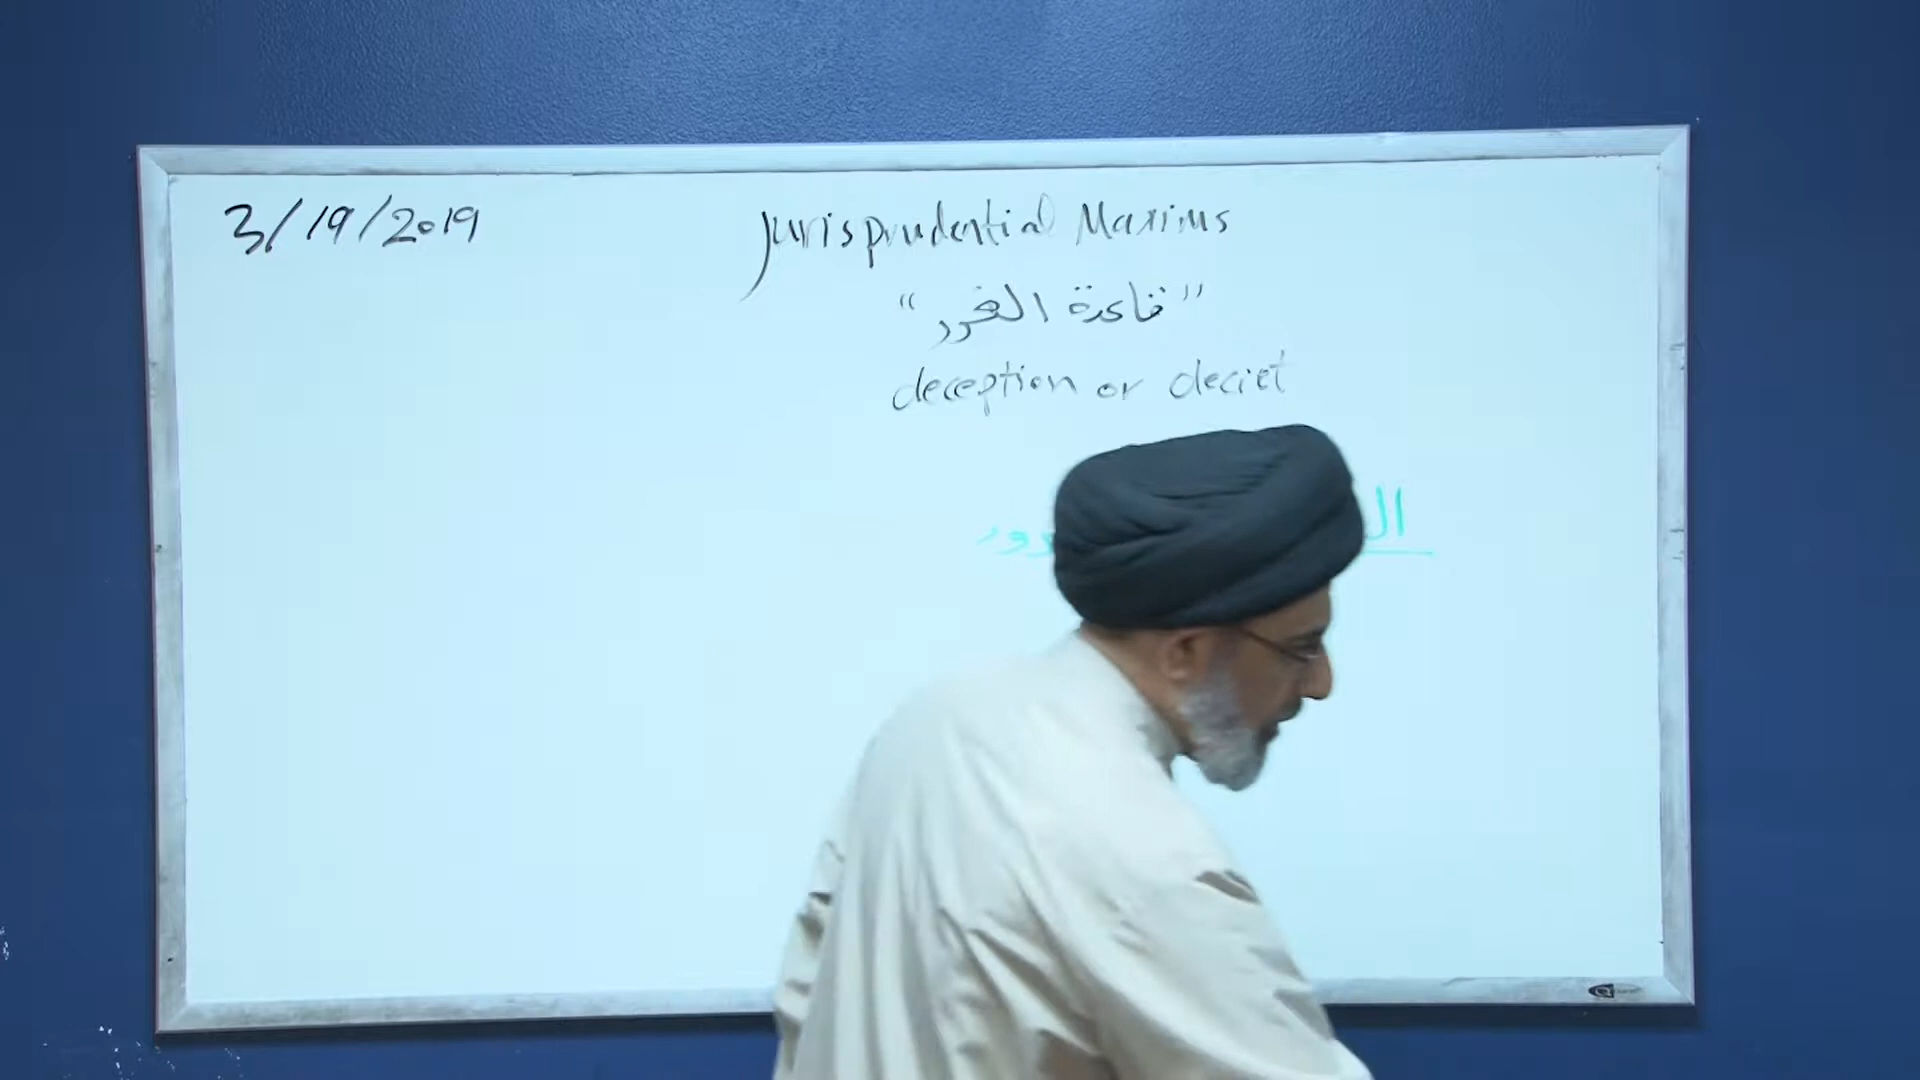 3/19/2019
Jurisprudential Maxims
"قاعدة الغرور"
deception or deciet